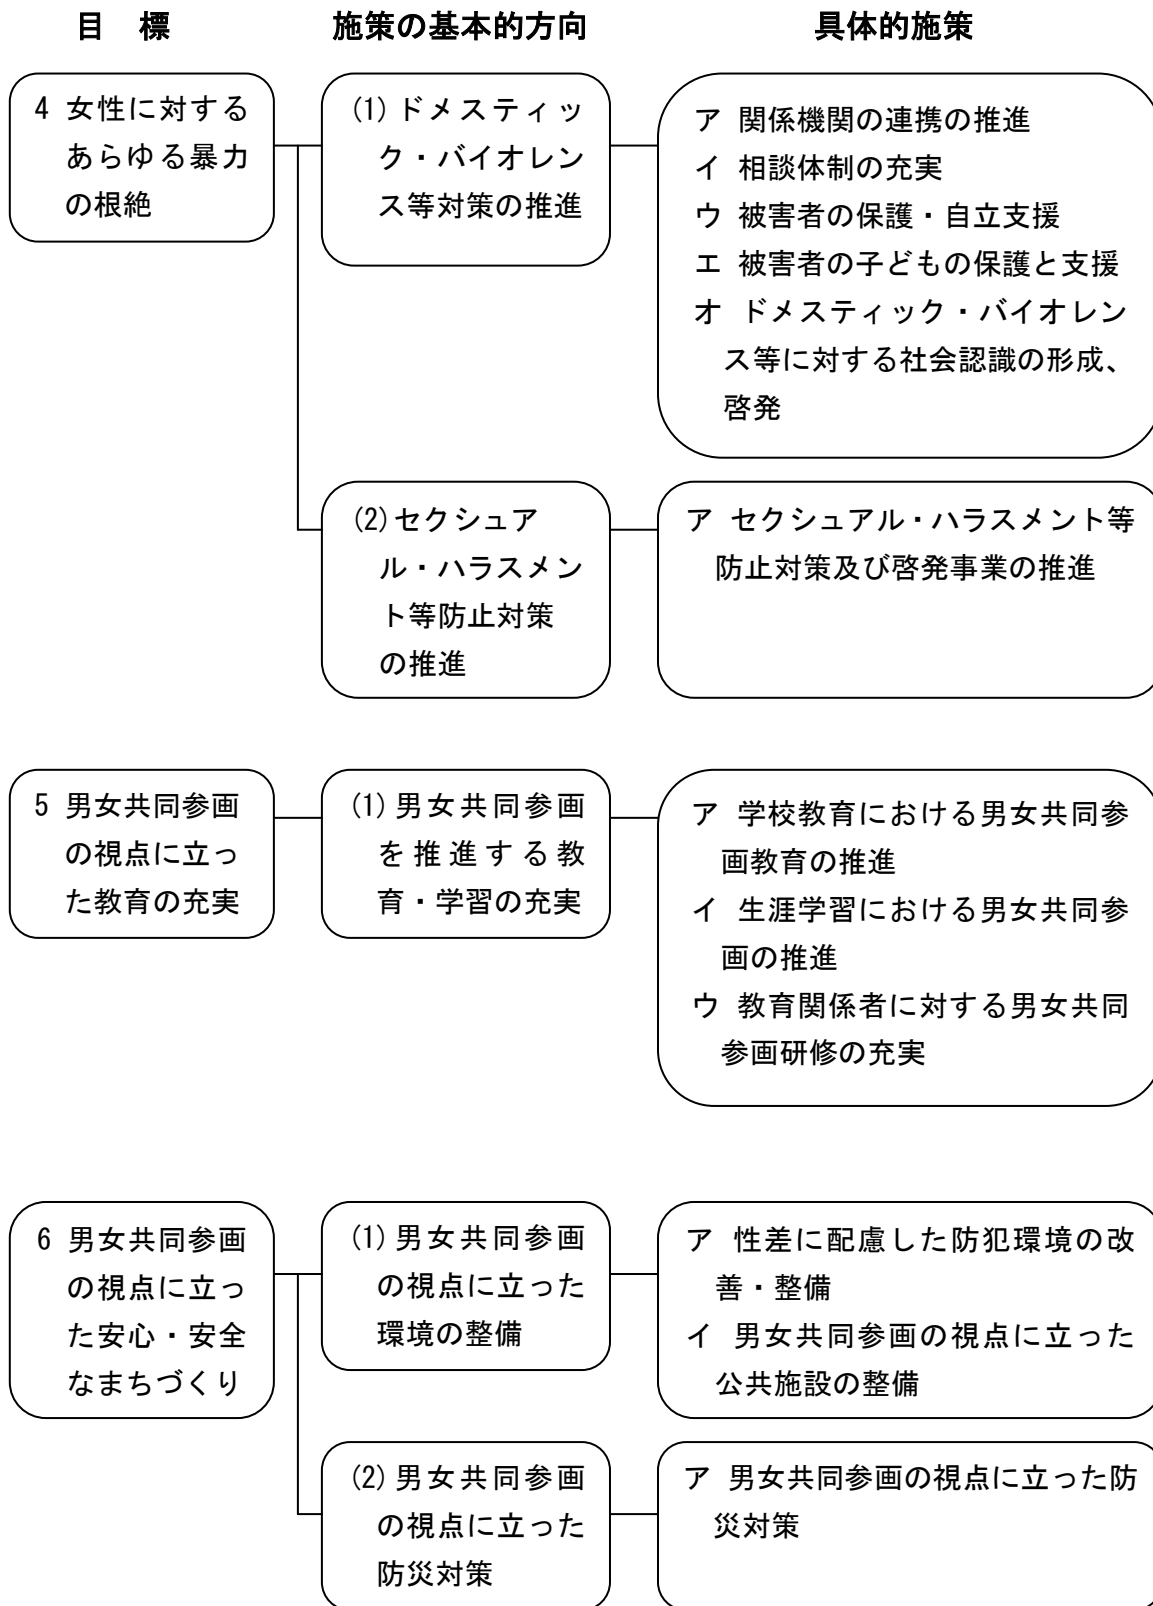 目　標　施策の基本的方向　具体的施策
4 女性に対する
あらゆる暴力
の根絶
(1)ドメスティッ
ク・バイオレン
ス等対策の推進
ア 関係機関の連携の推進
イ 相談体制の充実
ウ 被害者の保護・自立支援
エ 被害者の子どもの保護と支援
オ ドメスティック・バイオレン
ス等に対する社会認識の形成、
啓発
(2)セクシュア
ル・ハラスメン
ト等防止対策
の推進
ア セクシュアル・ハラスメント等
防止対策及び啓発事業の推進
5 男女共同参画
の視点に立っ
た教育の充実
(1)男女共同参画
を推進する教
育・学習の充実
ア 学校教育における男女共同参
画教育の推進
イ 生涯学習における男女共同参
画の推進
ウ 教育関係者に対する男女共同
参画研修の充実
6 男女共同参画
の視点に立っ
た安心・安全
なまちづくり
(1)男女共同参画
の視点に立った
環境の整備
ア 性差に配慮した防犯環境の改
善・整備
イ 男女共同参画の視点に立った
公共施設の整備
(2)男女共同参画
の視点に立った
防災対策
ア 男女共同参画の視点に立った防
災対策